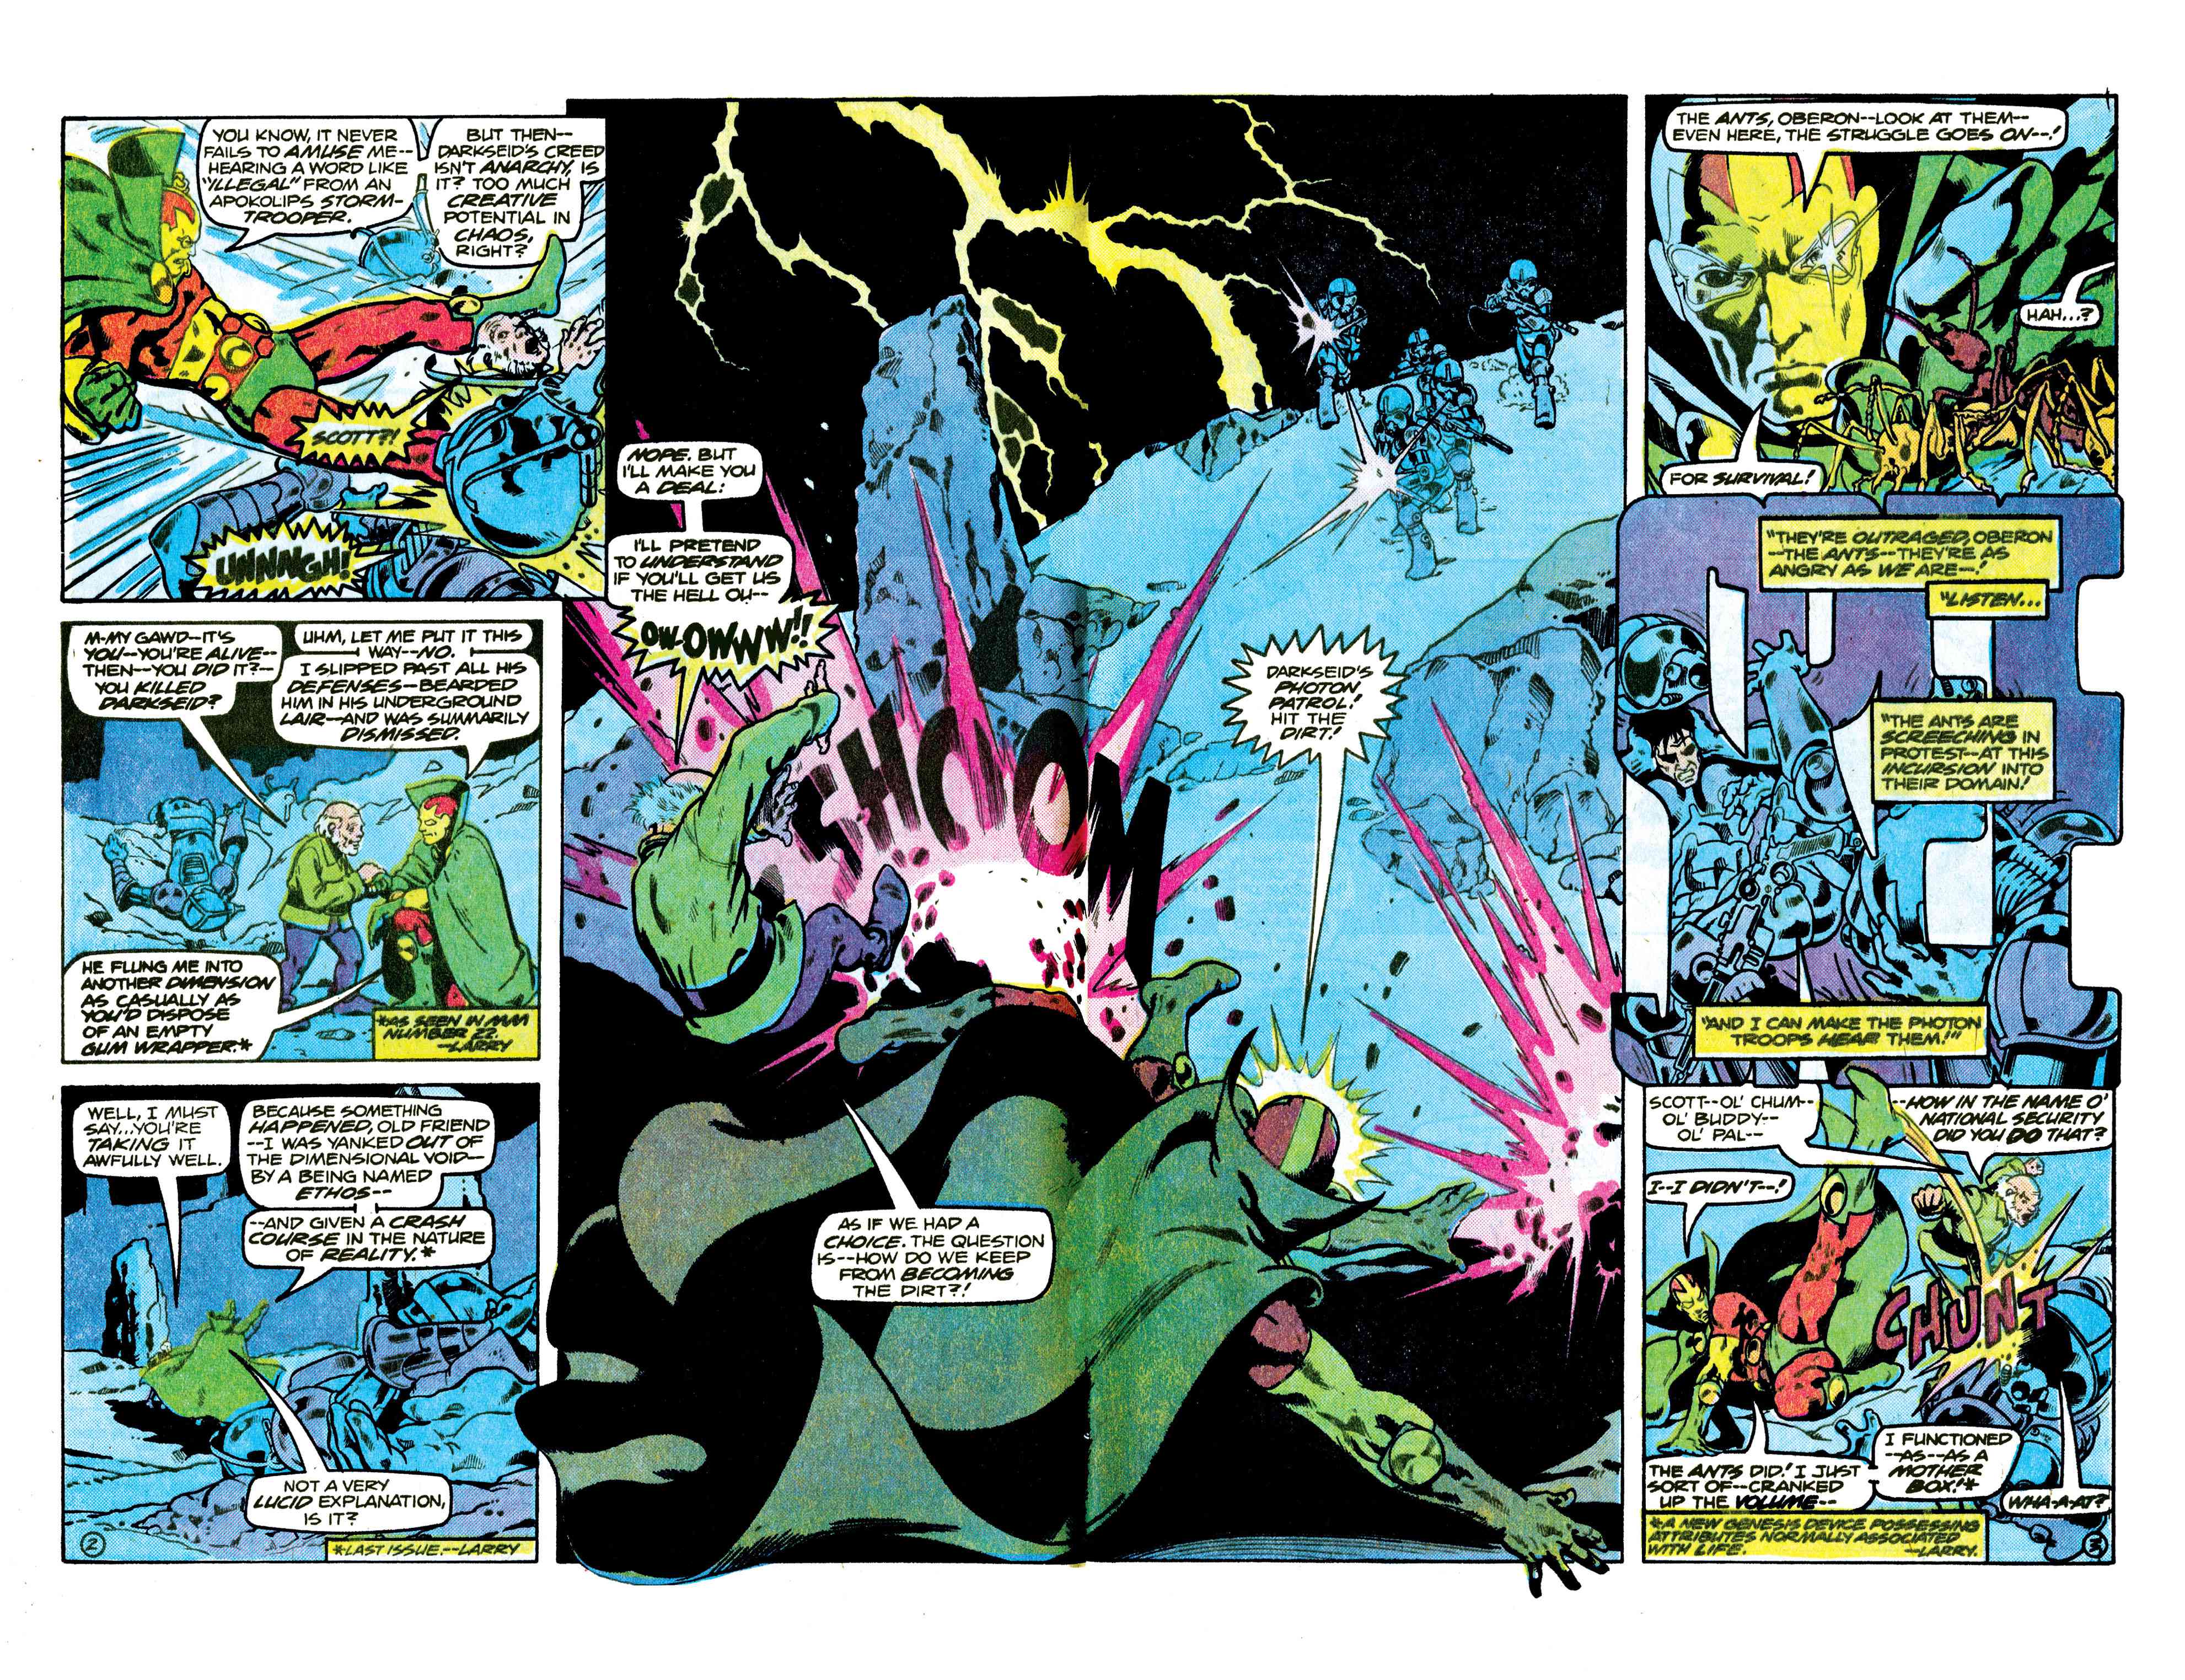 YOU KNOW, IT NEVER
FAILS TO AMUSE ME--
HEARING A WORD LIKE
"ILLEGAL" FROM AN
APOKOLIPS STORM-
TROOPER.
BUT THEN--
DARKSEID'S CREED
ISN'T ANARCHY, IS
IT? TOO MUCH
CREATIVE
POTENTIAL IN
CHAOS,
RIGHT?
SCOTT?!
UNNNGH!
M-MY GAWD--IT'S
YOU--YOU'RE ALIVE--
THEN--YOU DID IT?--
YOU KILLED
DARKSEID?
UHM, LET ME PUT IT THIS
WAY--NO.
I SLIPPED PAST ALL HIS
DEFENSES--BEARDED
HIM IN HIS UNDERGROUND
LAIR--AND WAS SUMMARILY
DISMISSED.
HE FLUNG ME INTO
ANOTHER DIMENSION
AS CASUALLY AS
YOU'D DISPOSE
OF AN EMPTY
GUM WRAPPER.*
*AS SEEN IN MM
NUMBER 22
--LARRY
WELL, I MUST
SAY...YOU'RE
TAKING IT
AWFULLY WELL.
BECAUSE SOMETHING
HAPPENED, OLD FRIEND
--I WAS YANKED OUT OF
THE DIMENSIONAL VOID--
BY A BEING NAMED
ETHOS--
--AND GIVEN A CRASH
COURSE IN THE NATURE
OF REALITY.*
NOT A VERY
LUCID EXPLANATION,
IS IT?
*LAST ISSUE.--LARRY
2
NOPE. BUT
I'LL MAKE YOU
A DEAL:
I'LL PRETEND
TO UNDERSTAND
IF YOU'LL GET US
THE HELL OU--
OW-OWWW!!
DARKSEID'S
PHOTON
PATROL!
HIT THE
DIRT!
AS IF WE HAD A
CHOICE. THE QUESTION
IS--HOW DO WE KEEP
FROM BECOMING
THE DIRT?!
THE ANTS, OBERON--LOOK AT THEM--
EVEN HERE, THE STRUGGLE GOES ON--!
HAH...?
FOR SURVIVAL!
"THEY'RE OUTRAGED, OBERON
--THE ANTS--THEY'RE AS
ANGRY AS WE ARE--!
"LISTEN...
"THE ANTS ARE
SCREECHING IN
PROTEST--AT THIS
INCURSION INTO
THEIR DOMAIN!
"AND I CAN MAKE THE PHOTON
TROOPS HEAR THEM!"
SCOTT--OL' CHUM--
OL' BUDDY--
OL' PAL--
--HOW IN THE NAME O'
NATIONAL SECURITY
DID YOU DO THAT?
I--I DIDN'T--!
CHUNT
THE ANTS DID! I JUST
SORT OF--CRANKED
UP THE VOLUME--
I FUNCTIONED
--AS--AS A
MOTHER
BOX!*
WHA-A-AT?
*A NEW GENESIS DEVICE POSSESSING
ATTRIBUTES NORMALLY ASSOCIATED
WITH LIFE.
--LARRY.
3